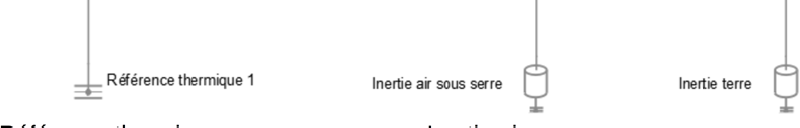 Référence thermique 1
Inertie air sous serre
Inertie terre